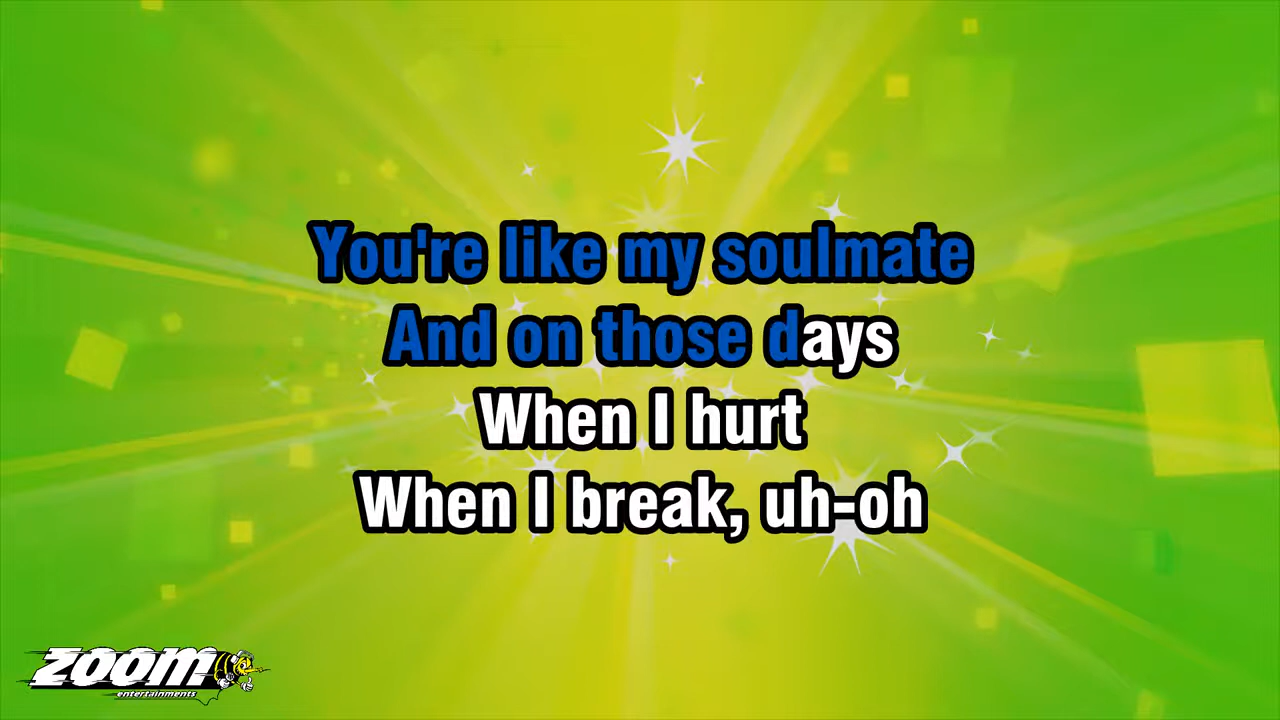 You're like my soulmate
And on those days
When I hurt
When I break, uh-oh
ZOOM
entertainments